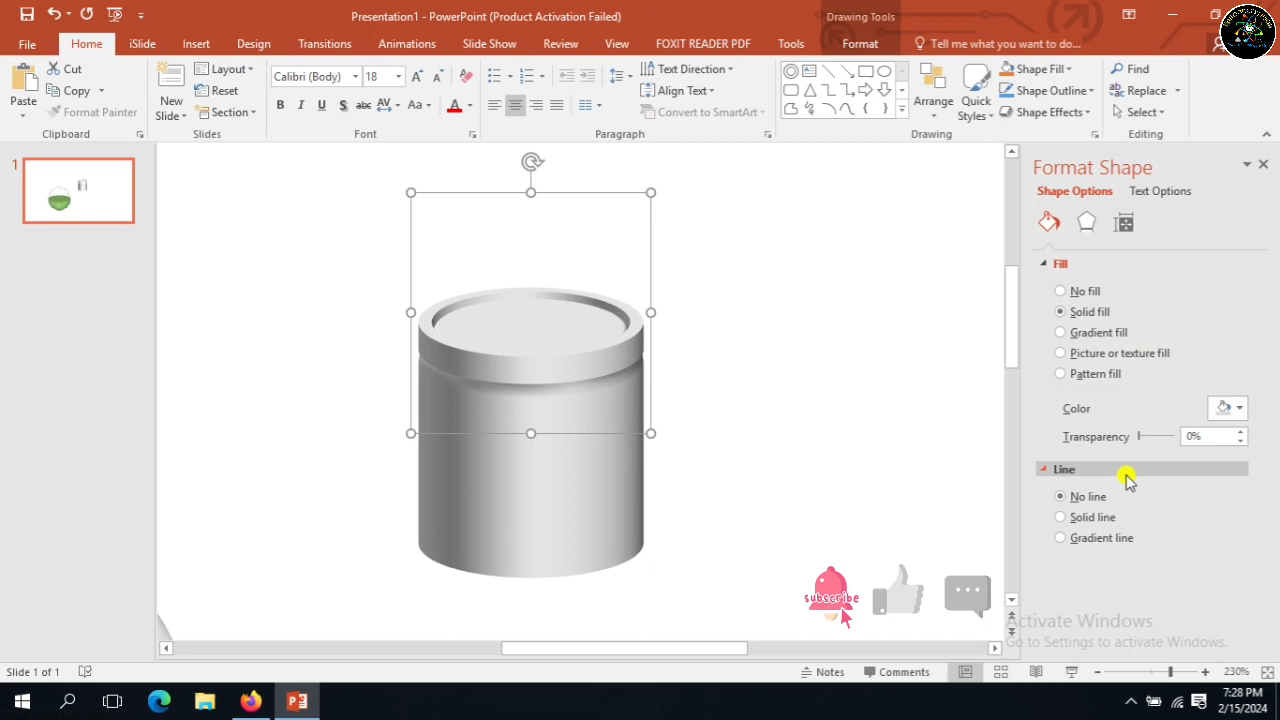 Presentation1 - PowerPoint (Product Activation Failed)
Drawing Tools
File
Home
iSlide
Insert
Design
Transitions
Animations
Slide Show
Review
View
FOXIT READER PDF
Tools
Format
Tell me what you want to do...
Paste
Cut
Copy
Format Painter
Clipboard
New
Slide
Layout
Reset
Section
Slides
Calibri (Body)
18
Font
Text Direction
Align Text
Convert to SmartArt
Paragraph
Arrange
Quick
Styles
Shape Fill
Shape Outline
Shape Effects
Drawing
Find
Replace
Select
Editing
1
Format Shape
Shape Options
Text Options
Fill
No fill
Solid fill
Gradient fill
Picture or texture fill
Pattern fill
Color
Transparency
0%
Line
No line
Solid line
Gradient line
subscribe
Activate Windows
Go to Settings to activate Windows.
Slide 1 of 1
Notes
Comments
230%
7:28 PM
2/15/2024